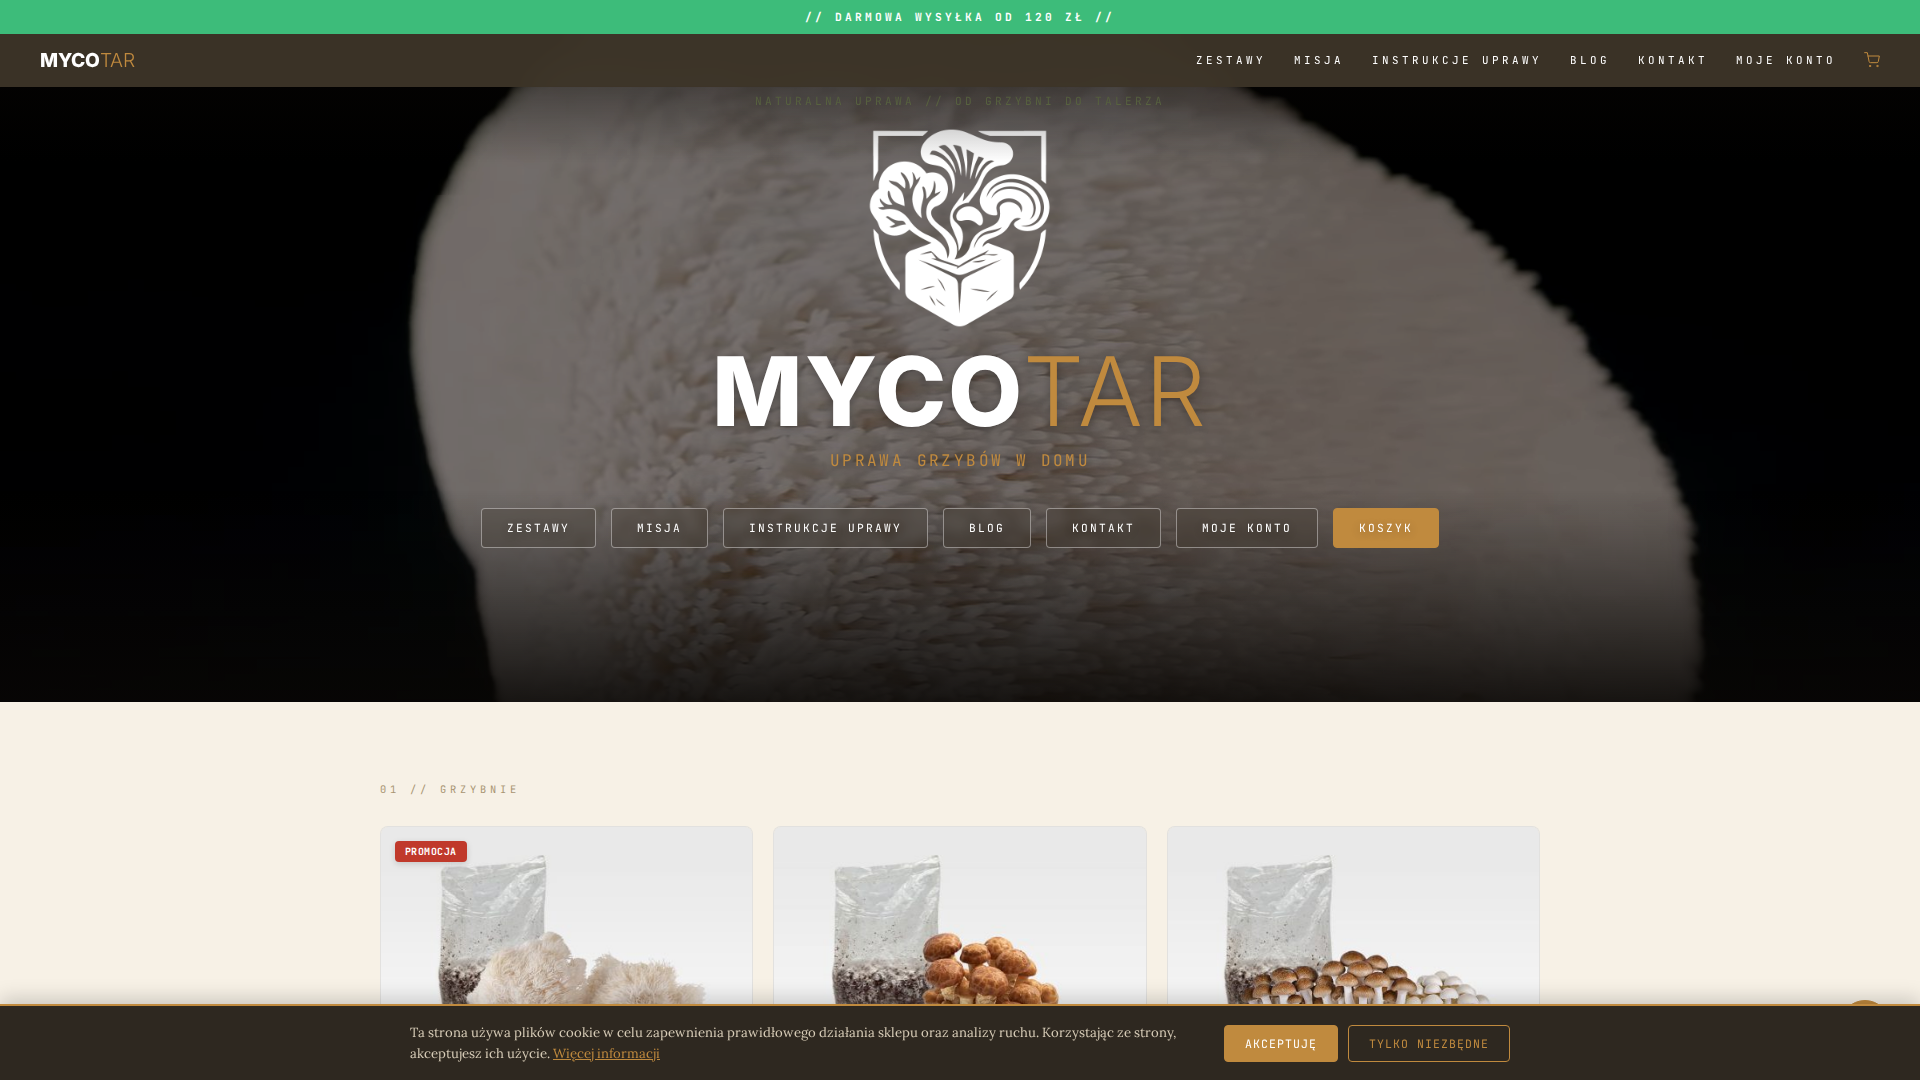 // DARMOWA WYSYŁKA OD 120 ZŁ //
MYCOTAR
ZESTAWY MISJA INSTRUKCJE UPRAWY BLOG KONTAKT MOJE KONTO
NATURALNA UPRAWA // OD GRZYBNI DO TALERZA
MYCOTAR
UPRAWA GRZYBÓW W DOMU
ZESTAWY MISJA INSTRUKCJE UPRAWY BLOG KONTAKT MOJE KONTO KOSZYK
01 // GRZYBNIE
PROMOCJA
Ta strona używa plików cookie w celu zapewnienia prawidłowego działania sklepu oraz analizy ruchu. Korzystając ze strony,
akceptujesz ich użycie. Więcej informacji
AKCEPTUJĘ TYLKO NIEZBĘDNE